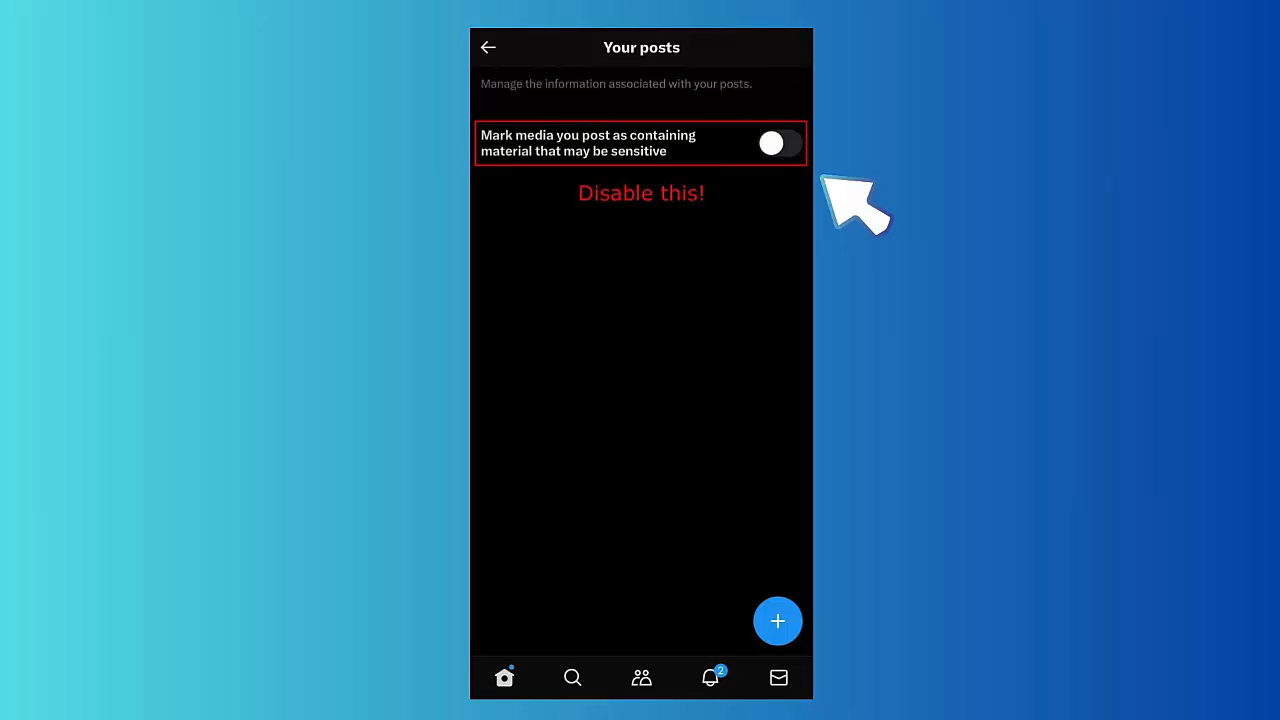 Your posts
Manage the information associated with your posts.
Mark media you post as containing
material that may be sensitive
Disable this!
2